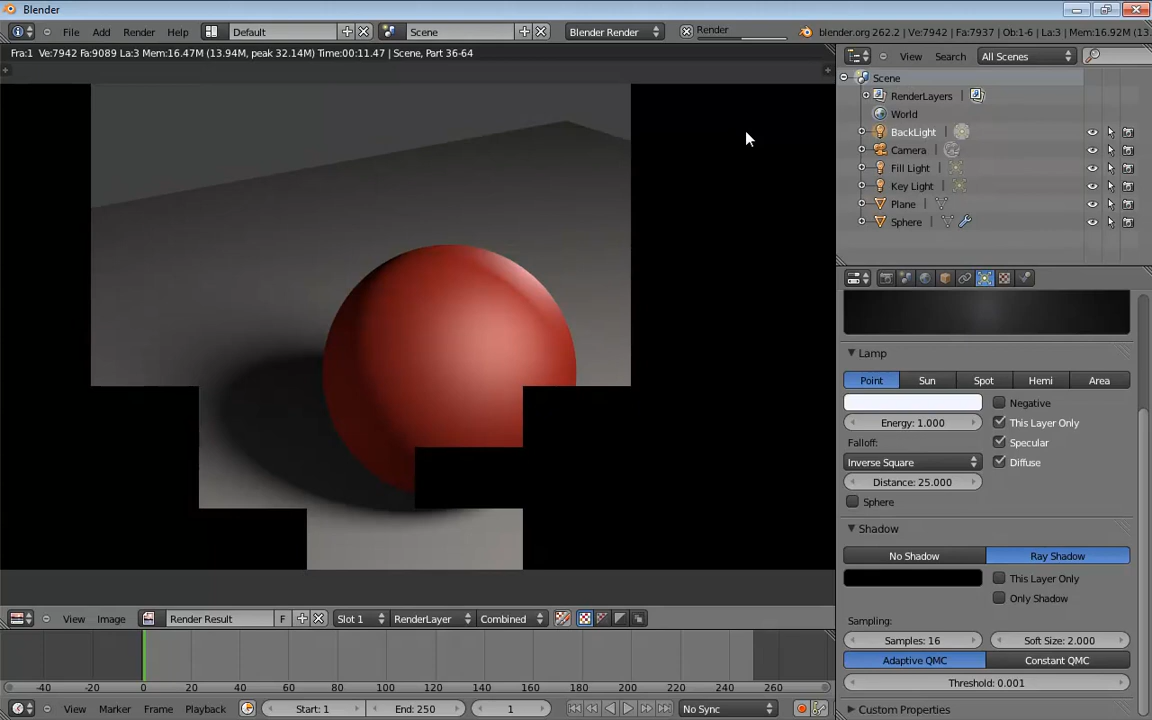 Blender
File Add Render Help Default Scene Blender Render Render blender.org 262.2 | Ve:7942 | Fa:7937 | Ob:1-6 | La:3 | Mem:16.92M (13.
Fra:1 Ve:7942 Fa:9089 La:3 Mem:16.47M (13.94M, peak 32.14M) Time:00:11.47 | Scene, Part 36-64
View Search All Scenes
Scene
RenderLayers
World
BackLight
Camera
Fill Light
Key Light
Plane
Sphere
Lamp
Point Sun Spot Hemi Area
Negative
Energy: 1.000 This Layer Only
Falloff: Specular
Inverse Square Diffuse
Distance: 25.000
Sphere
Shadow
No Shadow Ray Shadow
This Layer Only
Only Shadow
Sampling:
Samples: 16 Soft Size: 2.000
Adaptive QMC Constant QMC
Threshold: 0.001
Custom Properties
View Image Render Result F Slot 1 RenderLayer Combined
-40 -20 0 20 40 60 80 100 120 140 160 180 200 220 240 260
View Marker Frame Playback Start: 1 End: 250 1 No Sync